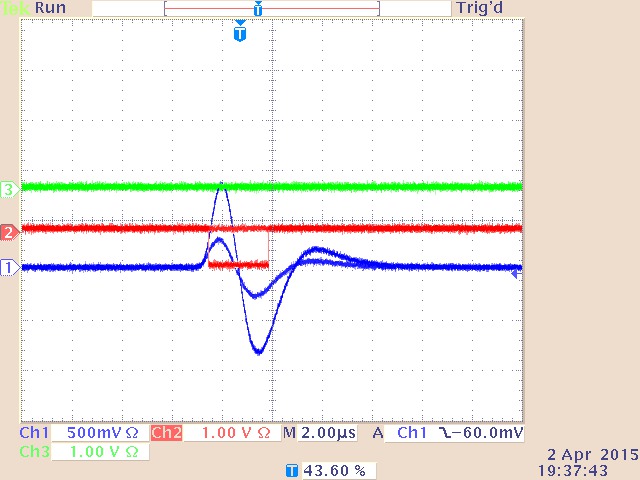 Tek Run Trig'd
T
T
3
2
1
Ch1 500mV Ω Ch2 1.00 V Ω M 2.00µs A Ch1 -60.0mV
Ch3 1.00 V Ω
2 Apr 2015
T 43.60 % 19:37:43